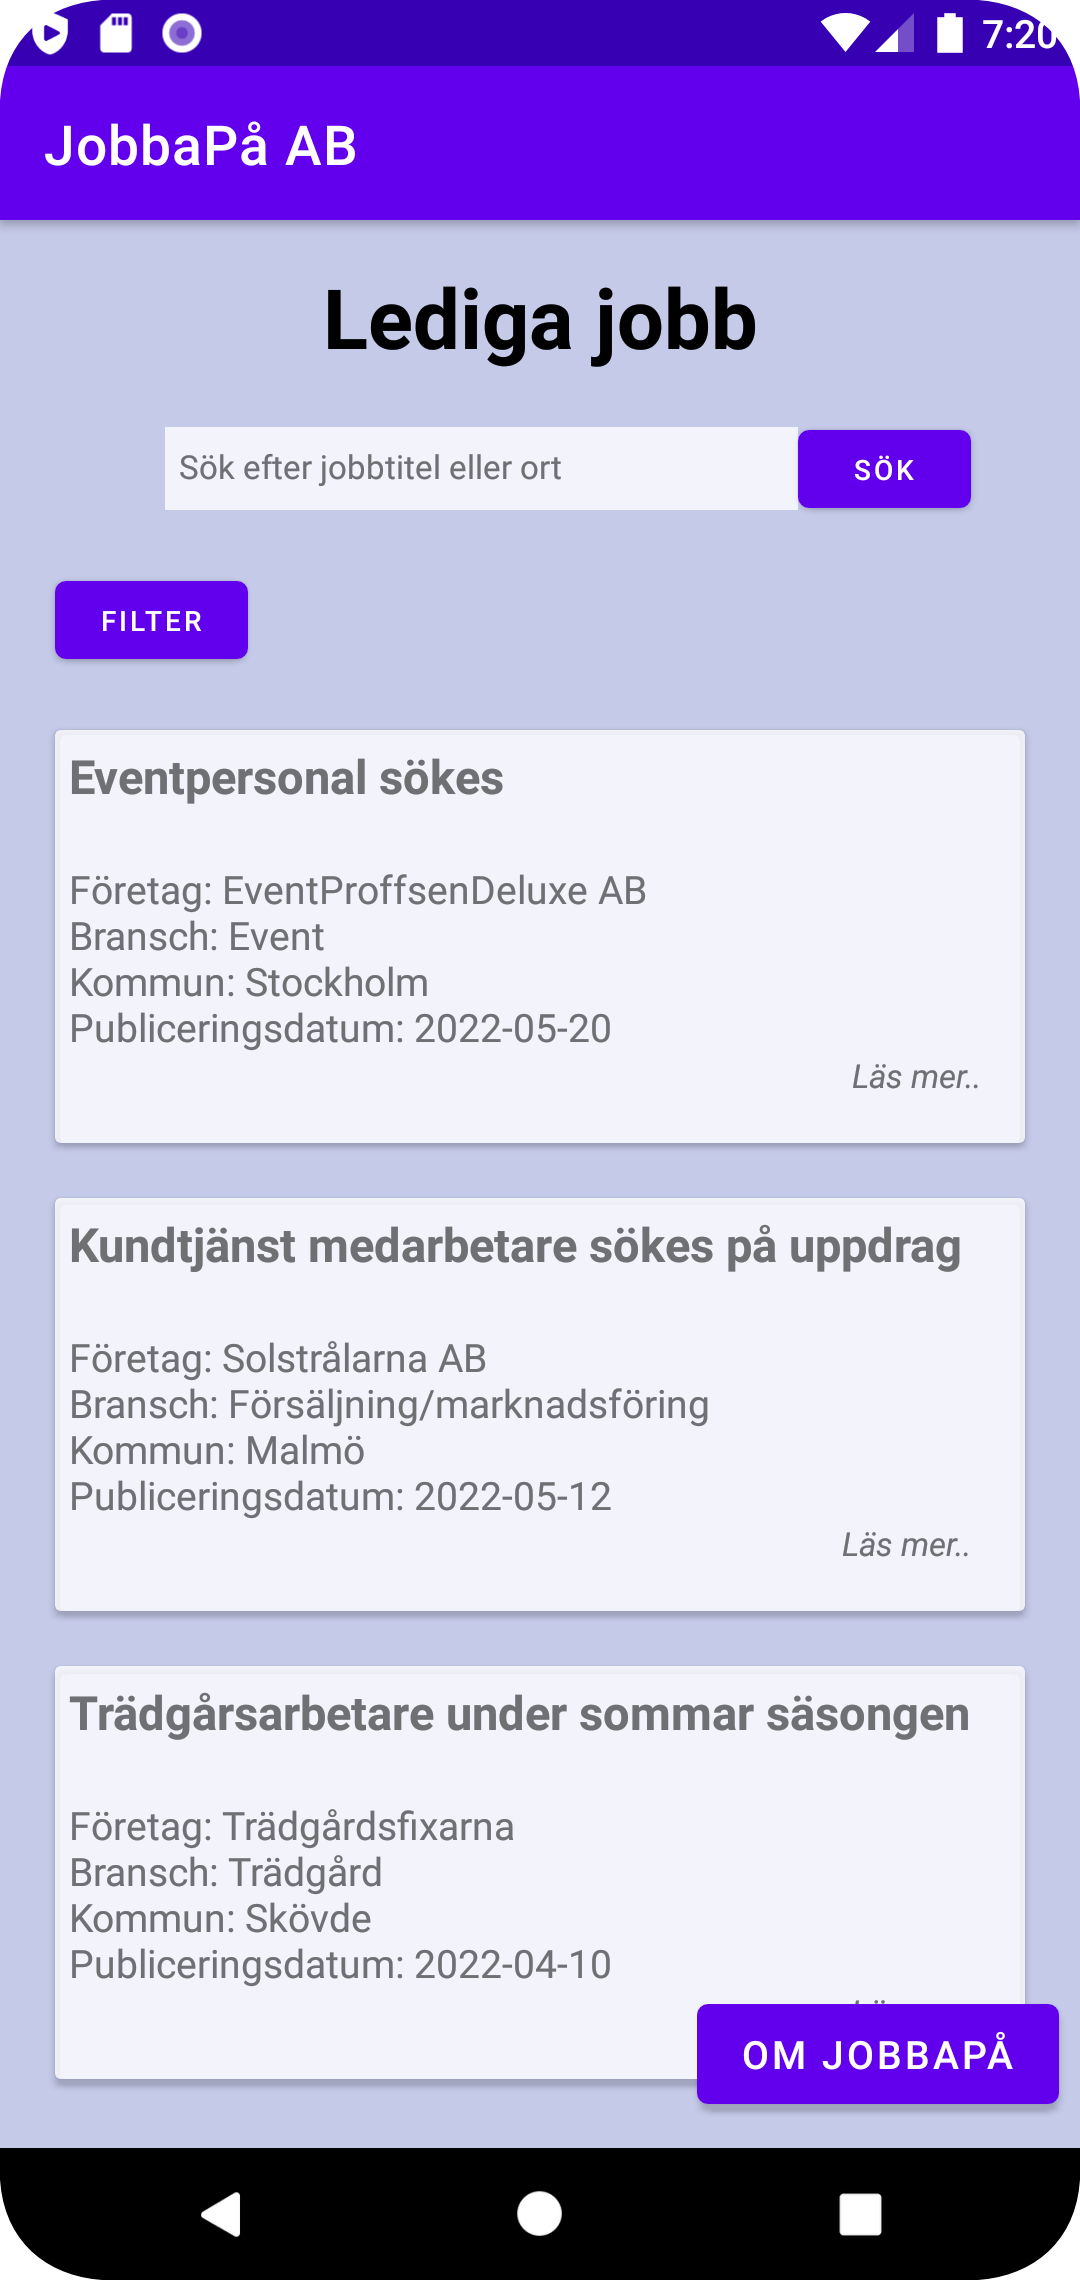 7:20
JobbaPå AB
Lediga jobb
Sök efter jobbtitel eller ort
SÖK
FILTER
Eventpersonal sökes
Företag: EventProffsenDeluxe AB
Bransch: Event
Kommun: Stockholm
Publiceringsdatum: 2022-05-20
Läs mer..
Kundtjänst medarbetare sökes på uppdrag
Företag: Solstrålarna AB
Bransch: Försäljning/marknadsföring
Kommun: Malmö
Publiceringsdatum: 2022-05-12
Läs mer..
Trädgårsarbetare under sommar säsongen
Företag: Trädgårdsfixarna
Bransch: Trädgård
Kommun: Skövde
Publiceringsdatum: 2022-04-10
OM JOBBAPÅ